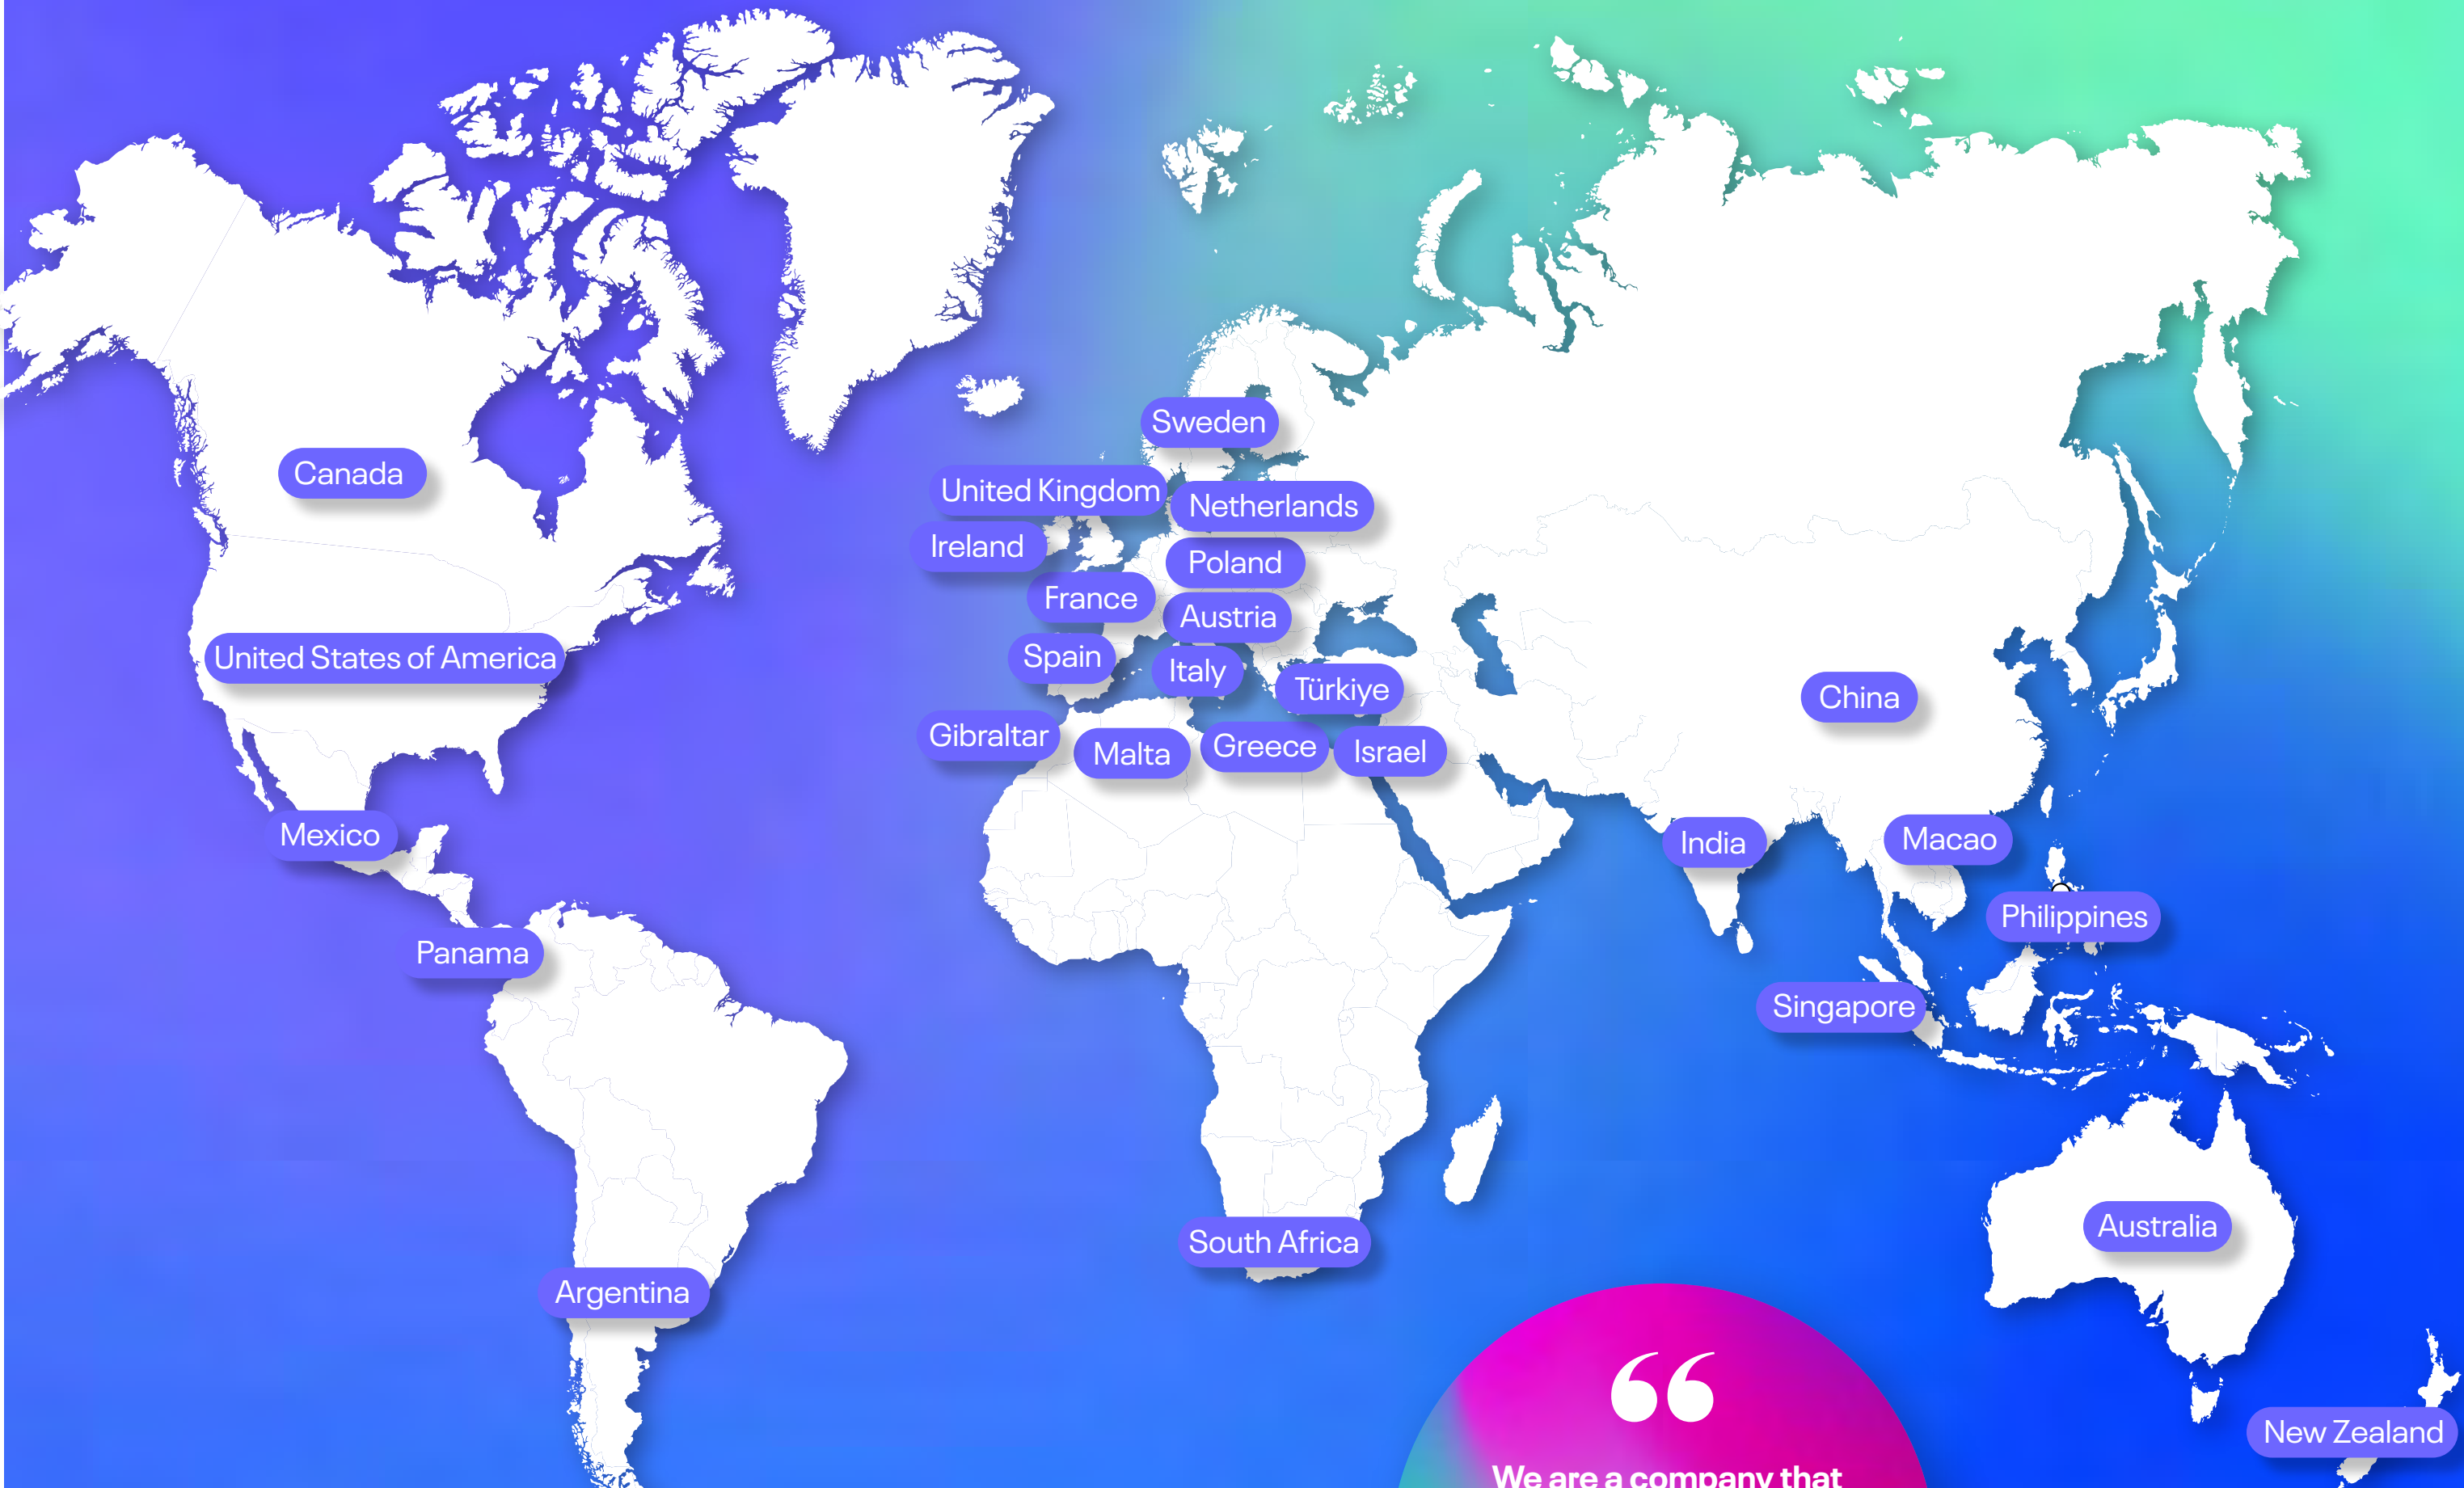 Sweden
Canada
United Kingdom
Netherlands
Ireland
Poland
France
Austria
United States of America
Spain
Italy
Türkiye
China
Gibraltar
Malta
Greece
Israel
Mexico
India
Macao
Philippines
Panama
Singapore
Australia
South Africa
Argentina
“
New Zealand
We are a company that